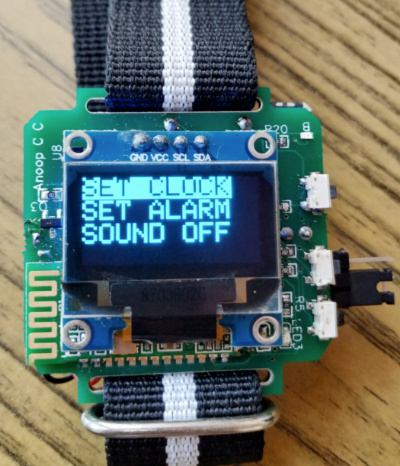 R20
U8
Anoop C C
GND VCC SCL SDA
SET CLOCK
SET ALARM
SOUND OFF
R5
LED3